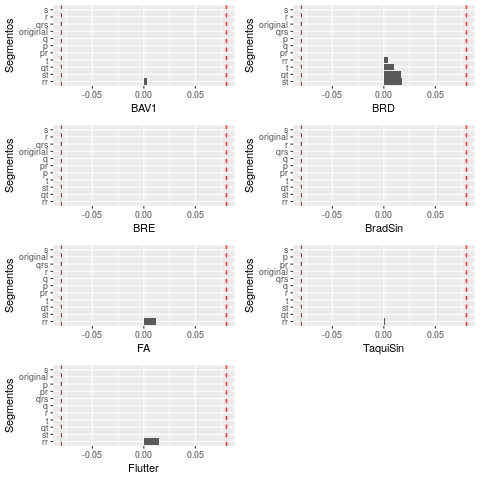 Segmentos
s
r
qrs
original
q
p
pr
t
qt
st
rr
-0.05 0.00 0.05
BAV1
Segmentos
s
r
original
qrs
p
q
pr
t
qt
st
rr
-0.05 0.00 0.05
BRD
Segmentos
s
r
qrs
original
q
pr
p
t
qt
st
rr
-0.05 0.00 0.05
BRE
Segmentos
s
original
r
qrs
q
p
pr
t
st
qt
rr
-0.05 0.00 0.05
BradSin
Segmentos
s
original
qrs
r
q
p
pr
t
qt
st
rr
-0.05 0.00 0.05
FA
Segmentos
s
p
pr
original
qrs
q
r
t
st
qt
rr
-0.05 0.00 0.05
TaquiSin
Segmentos
s
original
p
pr
qrs
q
r
t
qt
st
rr
-0.05 0.00 0.05
Flutter